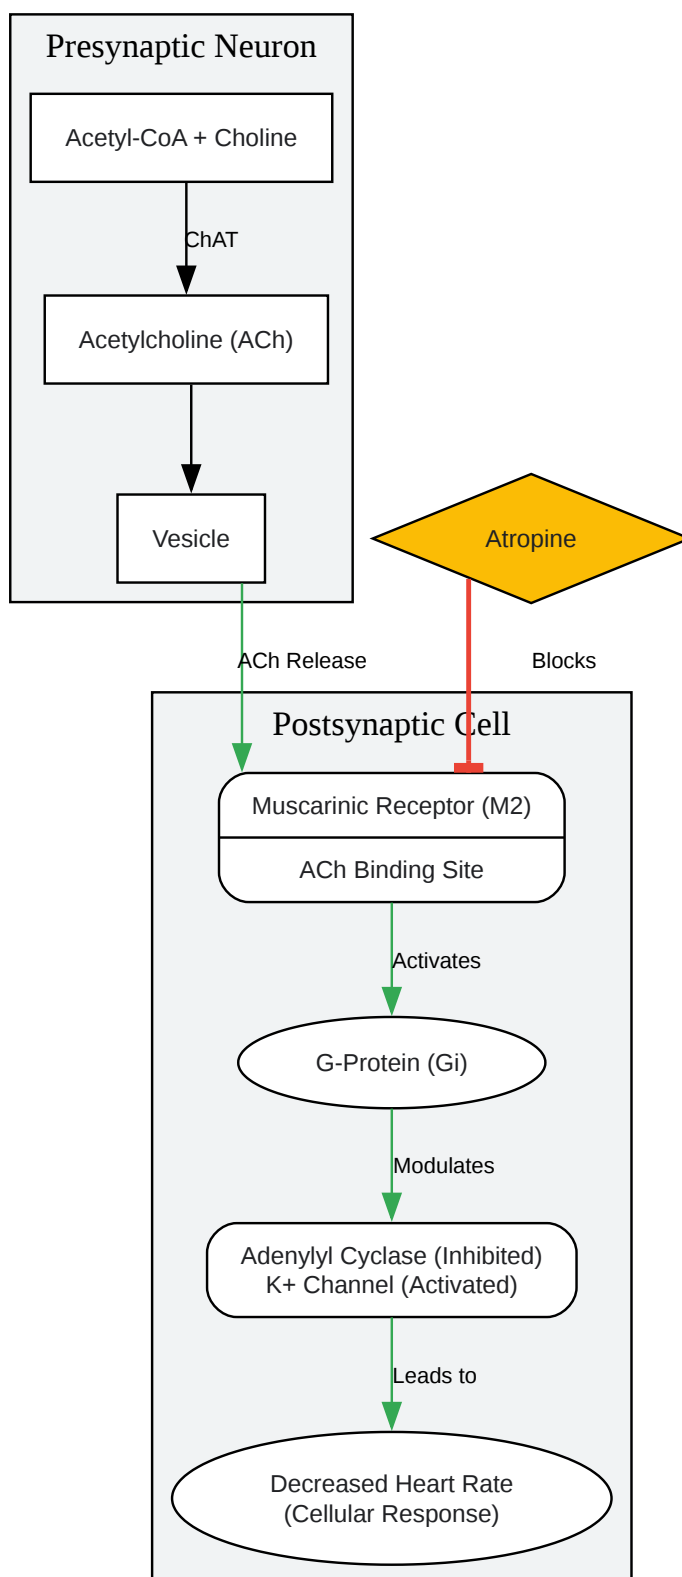 Presynaptic Neuron
Acetyl-CoA + Choline
ChAT
Acetylcholine (ACh)
Vesicle
Atropine
ACh Release
Blocks
Postsynaptic Cell
Muscarinic Receptor (M2)
ACh Binding Site
Activates
G-Protein (Gi)
Modulates
Adenylyl Cyclase (Inhibited)
K+ Channel (Activated)
Leads to
Decreased Heart Rate
(Cellular Response)